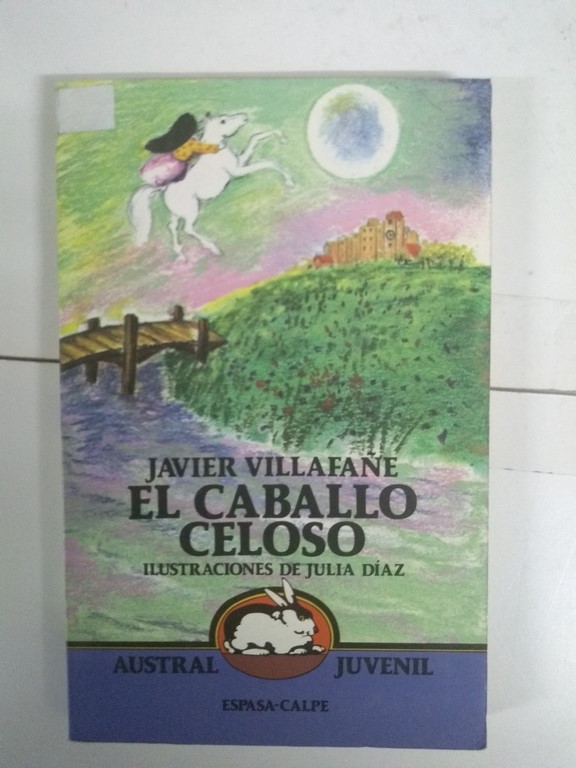 JAVIER VILLAFAÑE
EL CABALLO
CELOSO
ILUSTRACIONES DE JULIA DÍAZ
AUSTRAL JUVENIL
ESPASA-CALPE